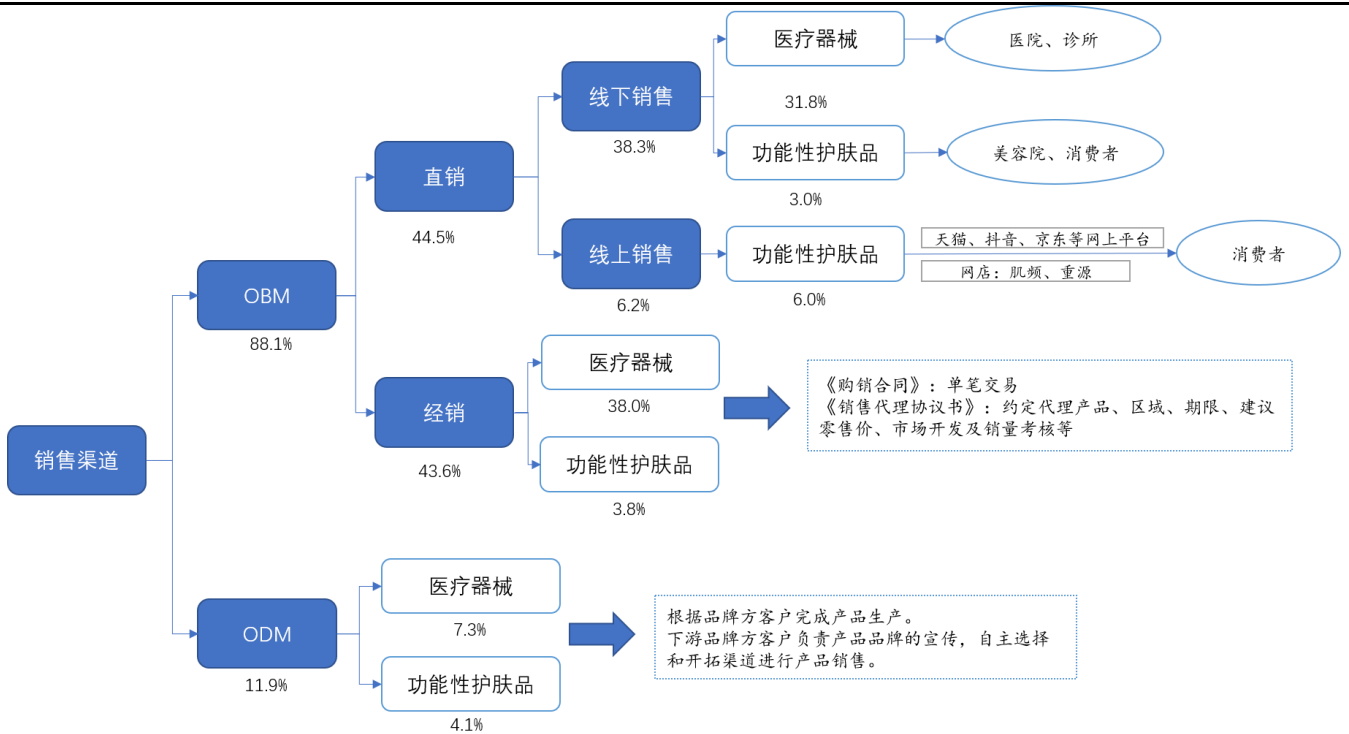 销售渠道
OBM
88.1%
直销
44.5%
线下销售
38.3%
医疗器械
31.8%
医院、诊所
功能性护肤品
3.0%
美容院、消费者
线上销售
6.2%
功能性护肤品
6.0%
天猫、抖音、京东等网上平台
网店：肌频、重源
消费者
经销
43.6%
医疗器械
38.0%
功能性护肤品
3.8%
《购销合同》：单笔交易
《销售代理协议书》：约定代理产品、区域、期限、建议
零售价、市场开发及销量考核等
ODM
11.9%
医疗器械
7.3%
功能性护肤品
4.1%
根据品牌方客户完成产品生产。
下游品牌方客户负责产品品牌的宣传，自主选择
和开拓渠道进行产品销售。